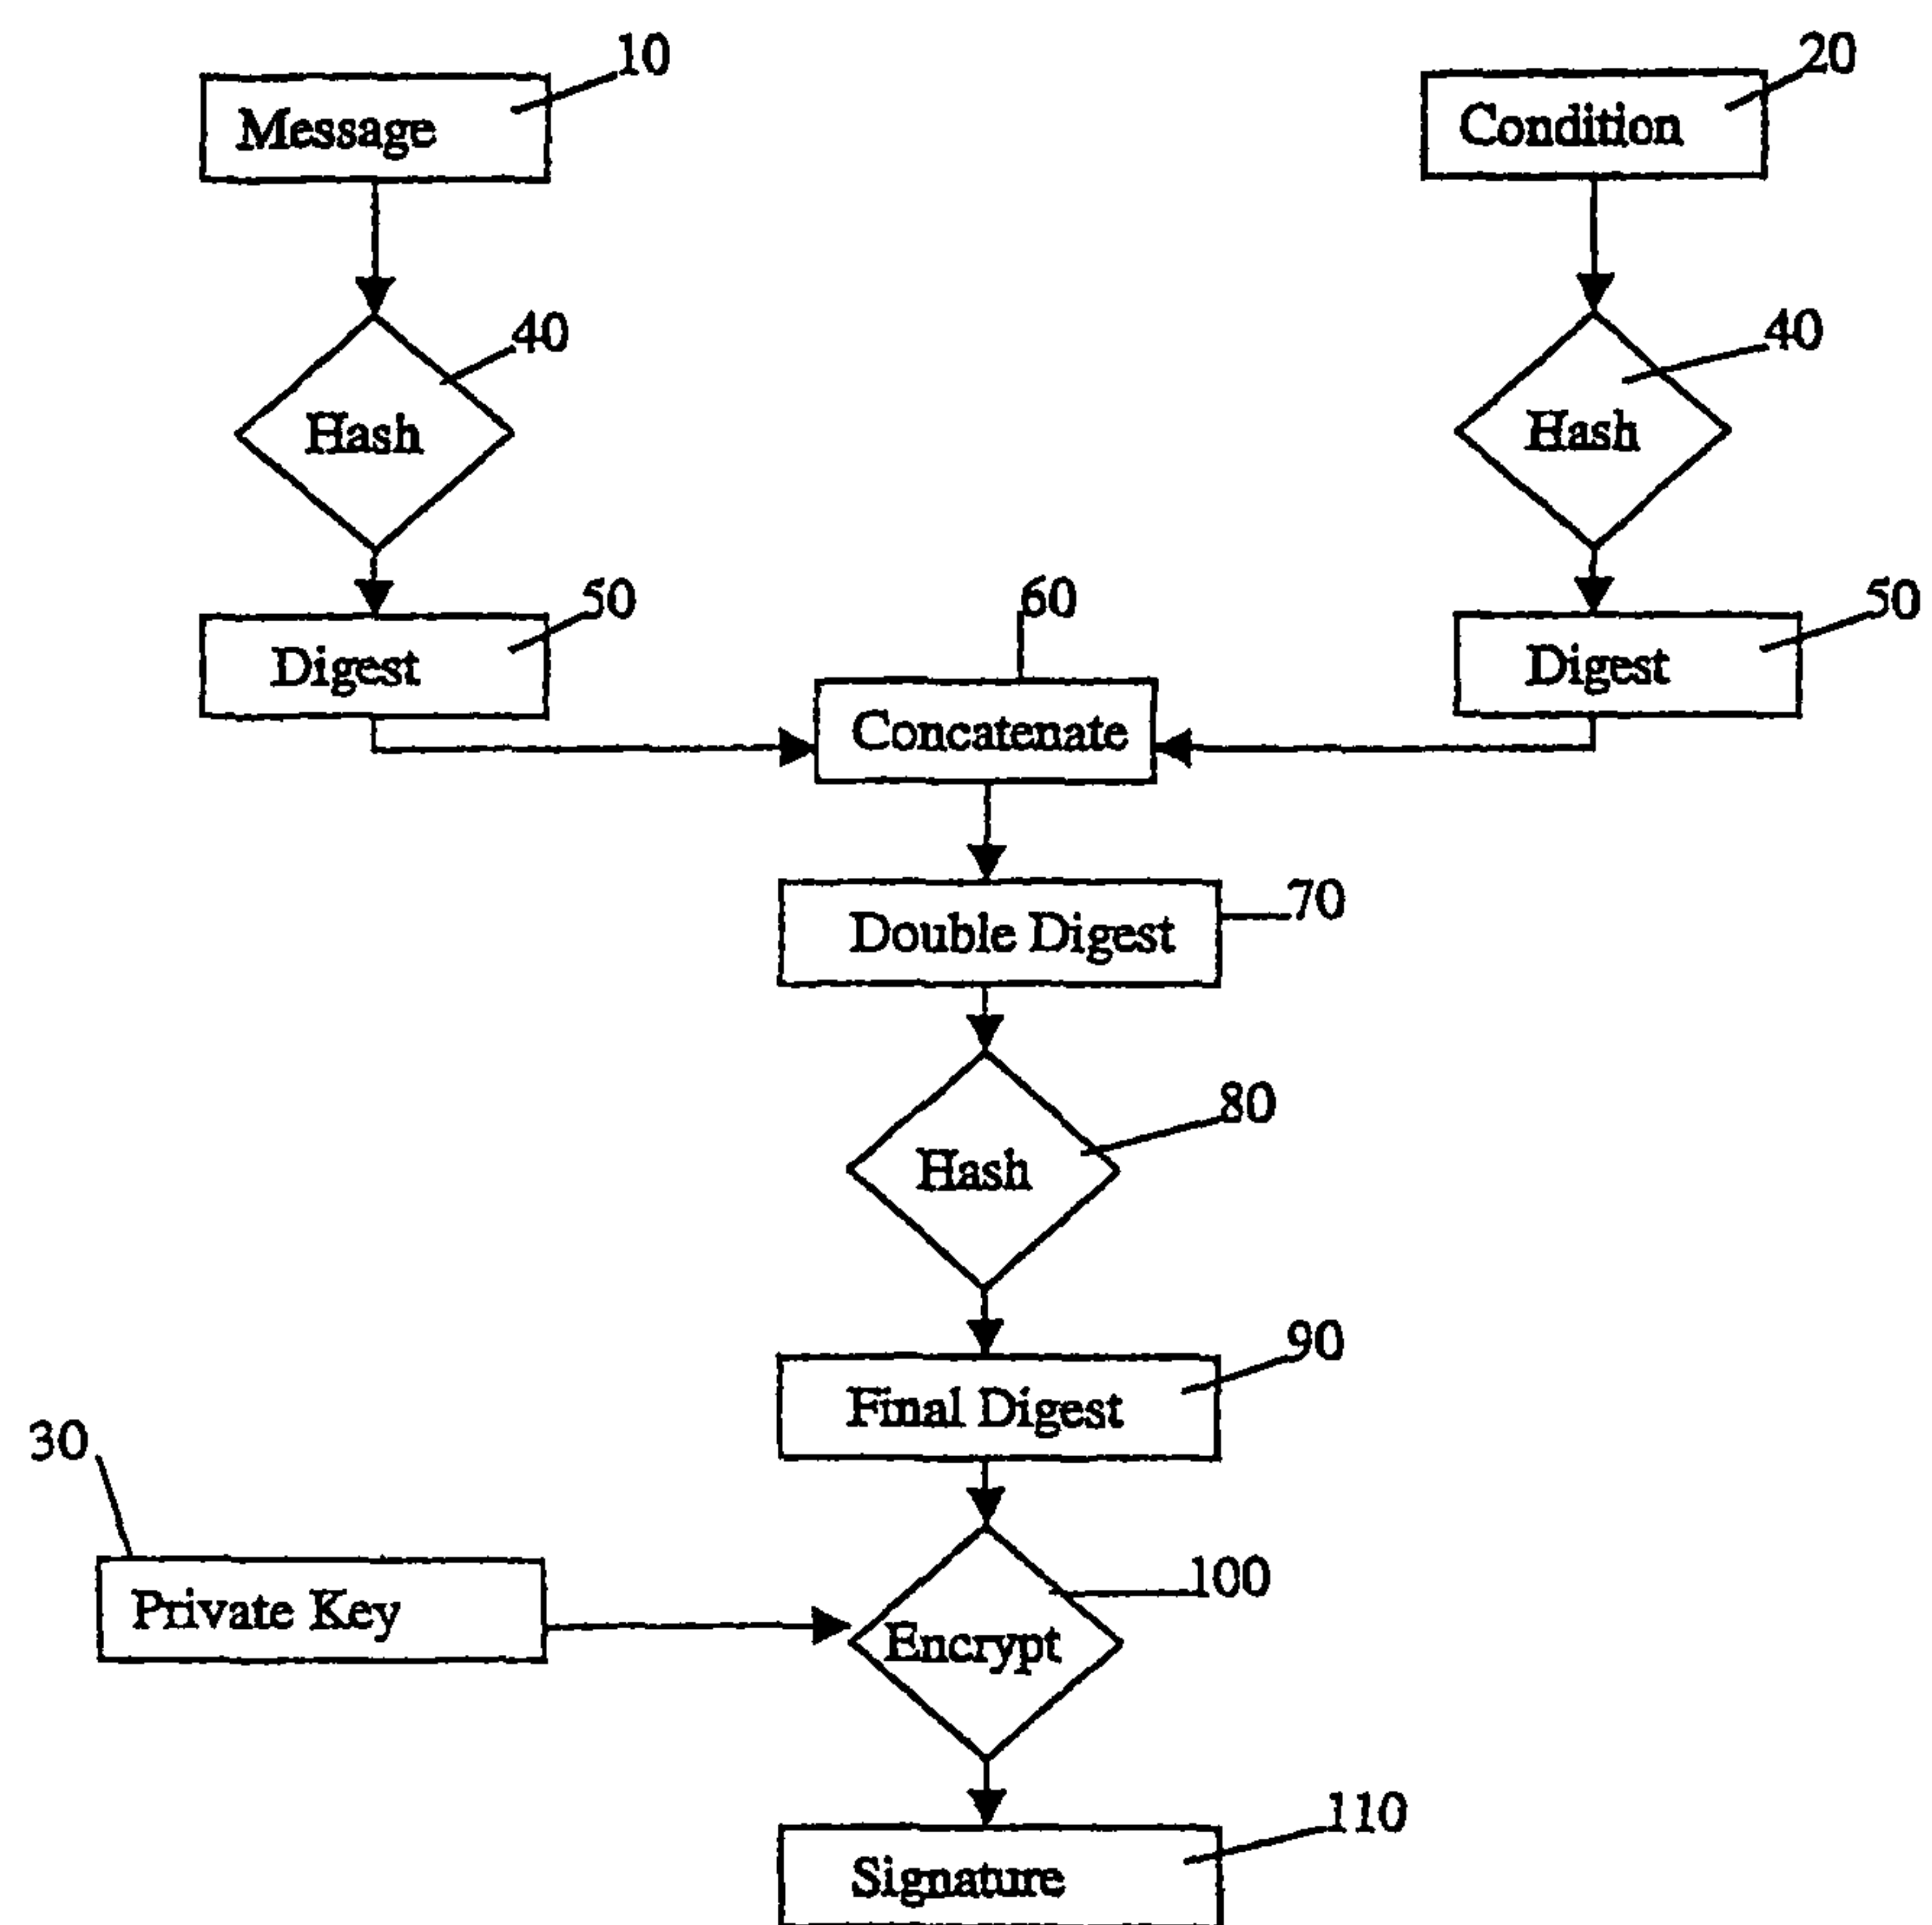 10
20
Message
Condition
40
40
Hash
Hash
50
60
50
Digest
Digest
Concatenate
70
Double Digest
80
Hash
90
Final Digest
30
100
Private Key
Encrypt
110
Signature